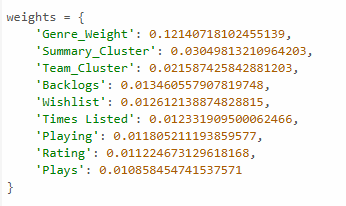 weights = {
'Genre_Weight': 0.12140718102455139,
'Summary_Cluster': 0.03049813210964203,
'Team_Cluster': 0.021587425842881203,
'Backlogs': 0.013460557907819748,
'Wishlist': 0.012612138874828815,
'Times Listed': 0.012331909500062466,
'Playing': 0.011805211193859577,
'Rating': 0.011224673129618168,
'Plays': 0.010858454741537571
}